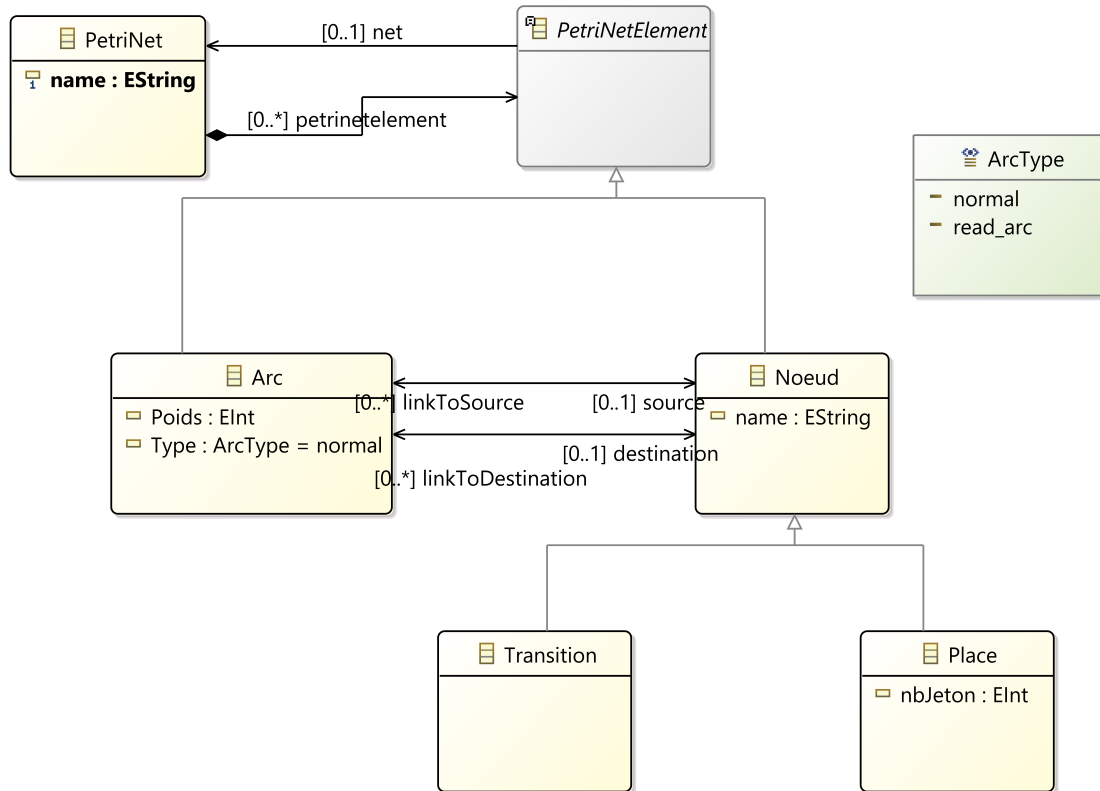 PetriNet
name : EString
[0..1] net
[0..*] petrinetelement
PetriNetElement
ArcType
normal
read_arc
Arc
Poids : EInt
Type : ArcType = normal
[0..*] linkToSource
[0..1] source
[0..1] destination
[0..*] linkToDestination
Noeud
name : EString
Transition
Place
nbJeton : EInt